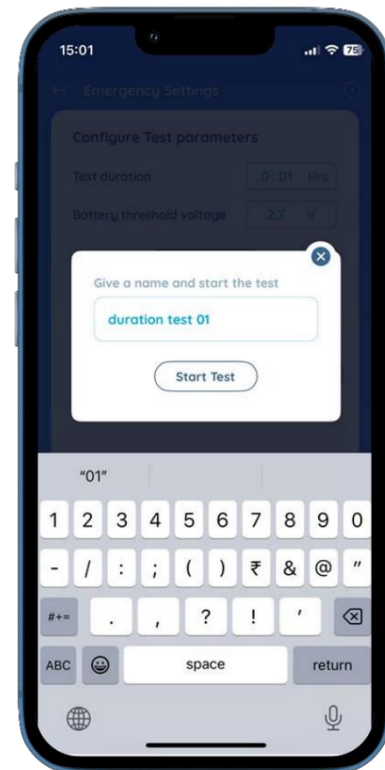 15:01
75
← Emergency Settings
Configure Test parameters
Test duration 0:01 Hrs
Battery threshold voltage 2.7 V
Give a name and start the test
duration test 01
Start Test
"01"
1 2 3 4 5 6 7 8 9 0
- / : ; ( ) ₹ & @ "
#+= . , ? ! '
ABC space return